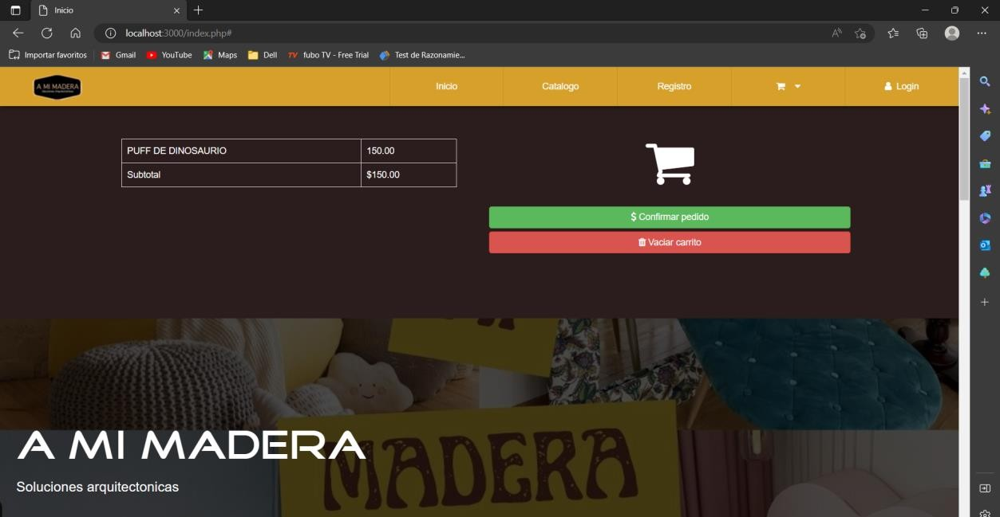 Inicio
localhost:3000/index.php#
Importar favoritos
Gmail
YouTube
Maps
Dell
TV fubo TV - Free Trial
Test de Razonamie...
A MI MADERA
Inicio
Catalogo
Registro
Login
PUFF DE DINOSAURIO 150.00
Subtotal $150.00
$ Confirmar pedido
Vaciar carrito
A MI MADERA
Soluciones arquitectonicas
MADERA